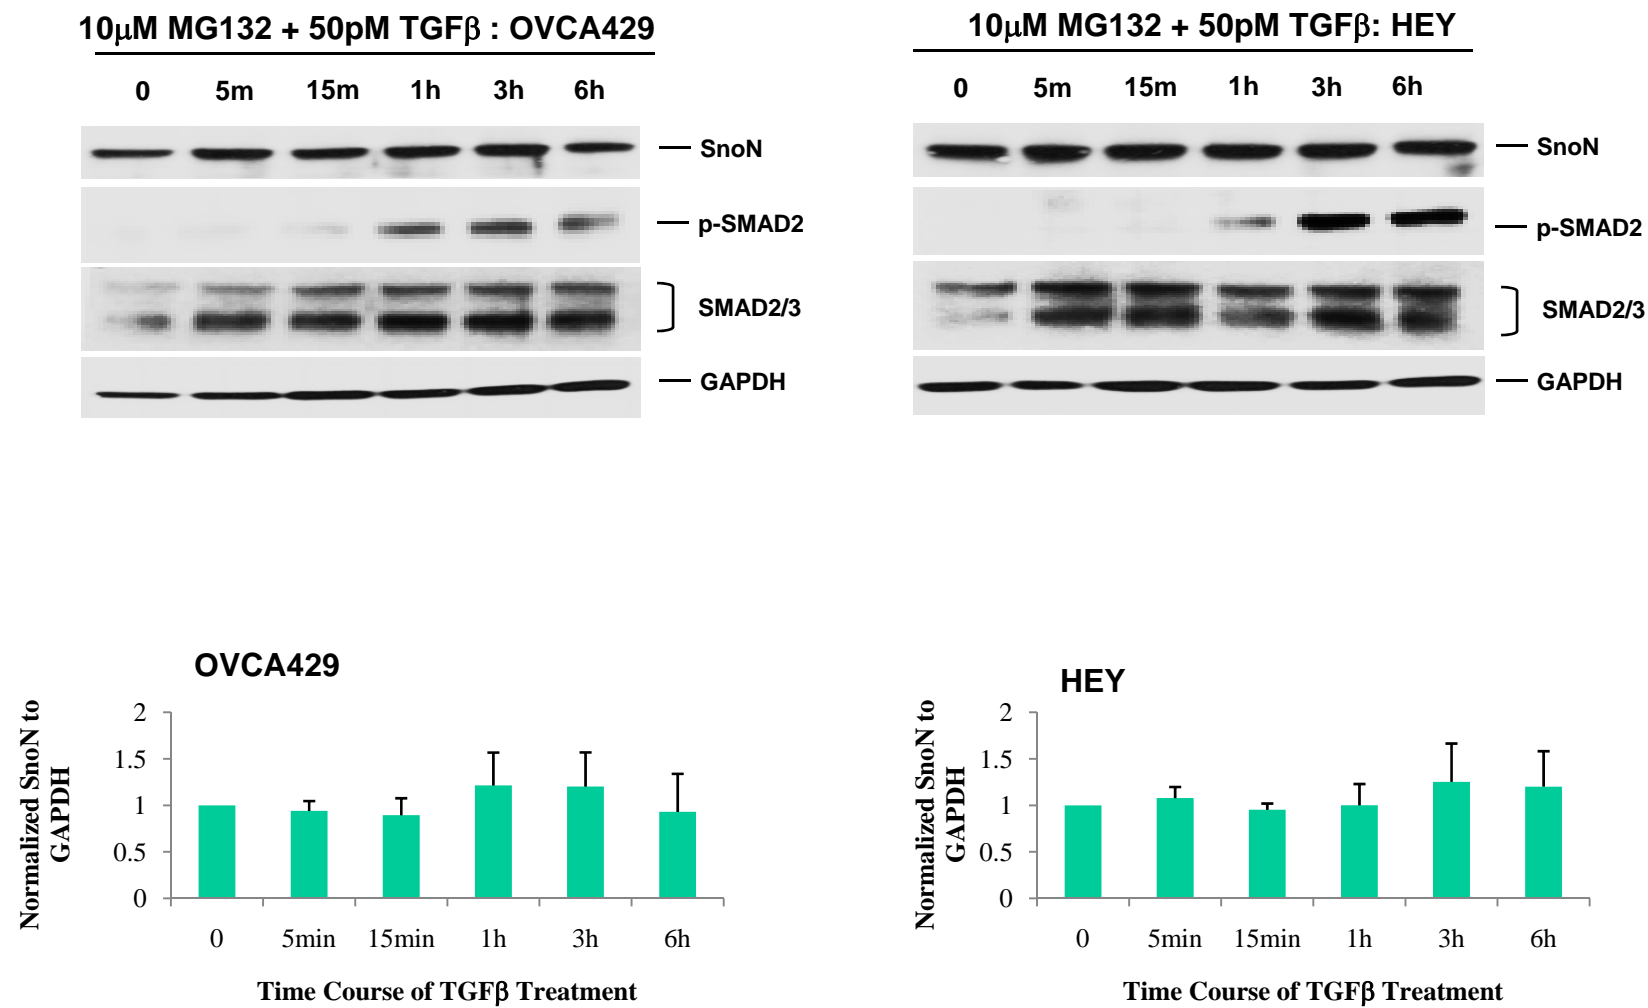 10μM MG132 + 50pM TGFβ : OVCA429
0 5m 15m 1h 3h 6h
SnoN
p-SMAD2
SMAD2/3
GAPDH
10μM MG132 + 50pM TGFβ: HEY
0 5m 15m 1h 3h 6h
SnoN
p-SMAD2
SMAD2/3
GAPDH
OVCA429
Normalized SnoN to
GAPDH
2
1.5
1
0.5
0
0 5min 15min 1h 3h 6h
Time Course of TGFβ Treatment
HEY
Normalized SnoN to
GAPDH
2
1.5
1
0.5
0
0 5min 15min 1h 3h 6h
Time Course of TGFβ Treatment